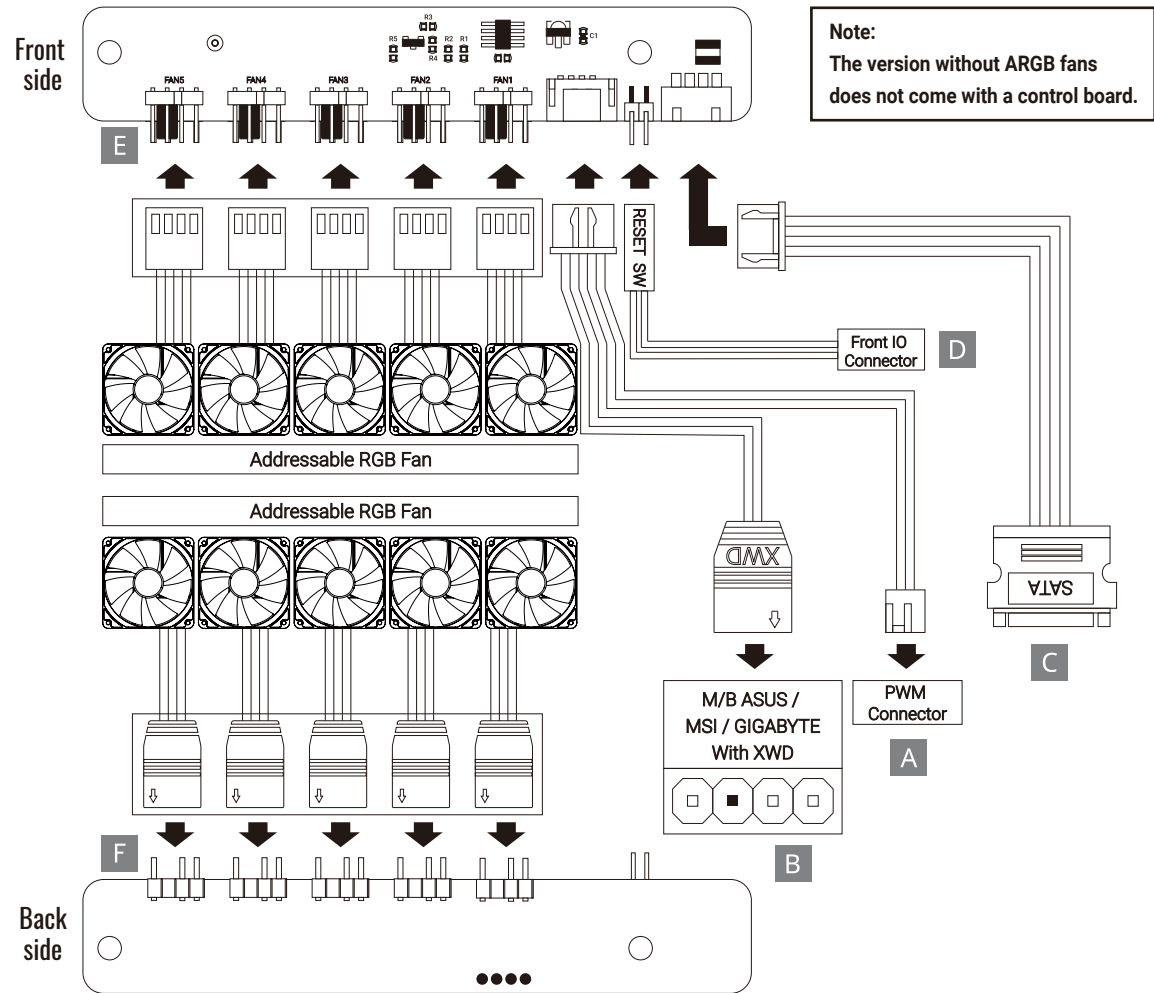 Front
side
R3
R5
R2
R1
R4
C1
FAN5
FAN4
FAN3
FAN2
FAN1
Note:
The version without ARGB fans
does not come with a control board.
E
RESET SW
Front IO
Connector
D
Addressable RGB Fan
Addressable RGB Fan
XWD
SATA
C
M/B ASUS /
MSI / GIGABYTE
With XWD
B
PWM
Connector
A
F
Back
side